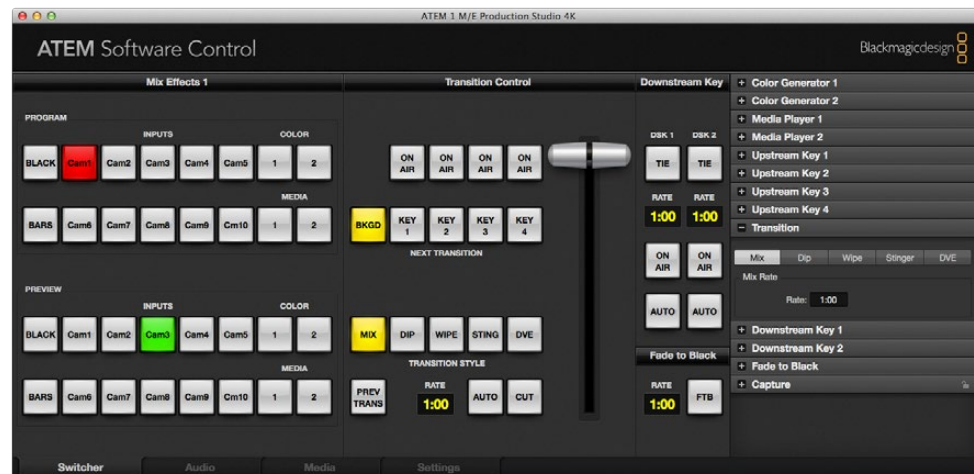 ATEM 1 M/E Production Studio 4K
ATEM Software Control
Blackmagicdesign
Mix Effects 1
PROGRAM
INPUTS COLOR
BLACK Cam1 Cam2 Cam3 Cam4 Cam5 1 2
MEDIA
BARS Cam6 Cam7 Cam8 Cam9 Cm10 1 2
PREVIEW
INPUTS COLOR
BLACK Cam1 Cam2 Cam3 Cam4 Cam5 1 2
MEDIA
BARS Cam6 Cam7 Cam8 Cam9 Cm10 1 2
Transition Control
ON AIR ON AIR ON AIR ON AIR
BKGD KEY 1 KEY 2 KEY 3 KEY 4
NEXT TRANSITION
MIX DIP WIPE STING DVE
TRANSITION STYLE
RATE
PREV TRANS 1:00 AUTO CUT
Downstream Key
DSK 1 DSK 2
TIE TIE
RATE RATE
1:00 1:00
ON AIR ON AIR
AUTO AUTO
Fade to Black
RATE
1:00 FTB
Color Generator 1
Color Generator 2
Media Player 1
Media Player 2
Upstream Key 1
Upstream Key 2
Upstream Key 3
Upstream Key 4
Transition
Mix Dip Wipe Stinger DVE
Mix Rate
Rate: 1:00
Downstream Key 1
Downstream Key 2
Fade to Black
Capture
Switcher Audio Media Settings